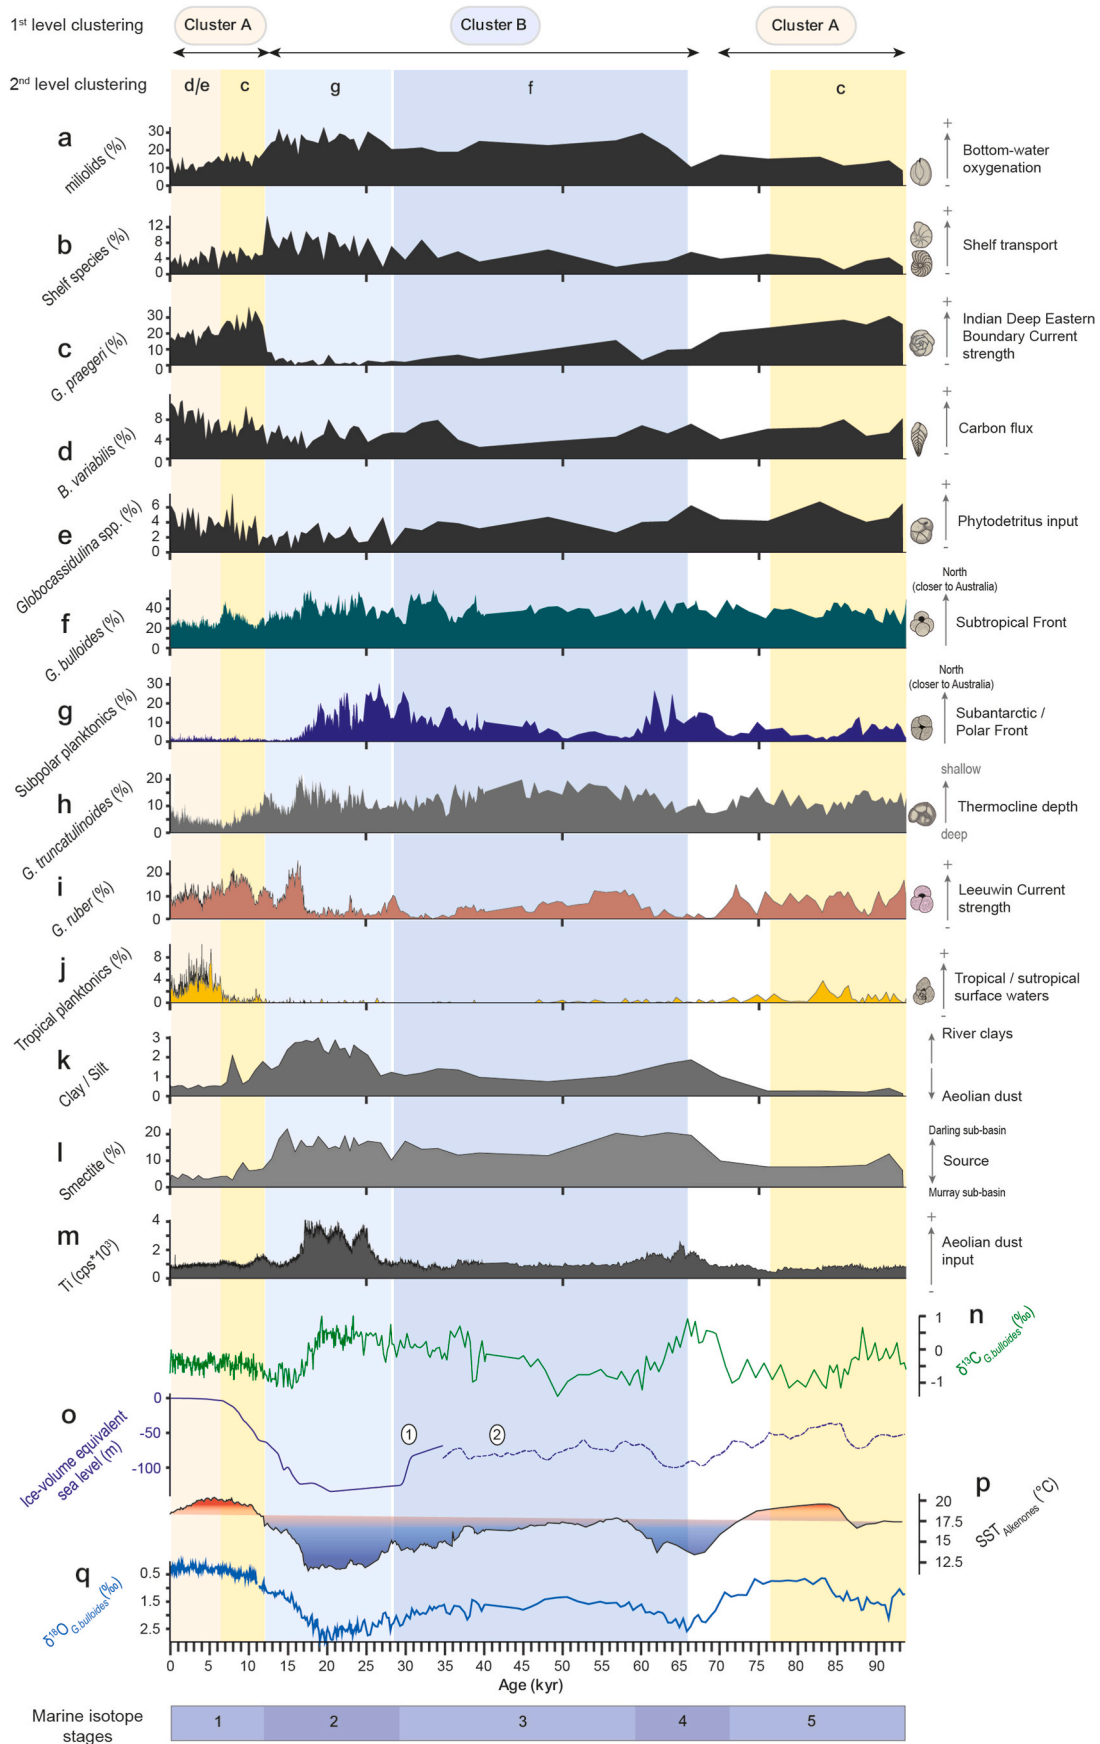 1st level clustering
Cluster A
Cluster B
Cluster A
2nd level clustering
d/e
c
g
f
c
a
miliolids (%)
30
20
10
0
+
Bottom-water
oxygenation
-
b
Shelf species (%)
12
8
4
0
+
Shelf transport
-
c
G. praegeri (%)
30
20
10
0
+
Indian Deep Eastern
Boundary Current
strength
-
d
B. variabilis (%)
8
4
0
+
Carbon flux
-
e
Globocassidulina spp. (%)
6
4
2
0
+
Phytodetritus input
-
f
G. bulloides (%)
40
20
0
North
(closer to Australia)
Subtropical Front
g
Subpolar planktonics (%)
30
20
10
0
North
(closer to Australia)
Subantarctic /
Polar Front
h
G. truncatulinoides (%)
20
10
0
shallow
Thermocline depth
deep
i
G. ruber (%)
20
10
0
+
Leeuwin Current
strength
-
j
Tropical planktonics (%)
8
4
0
+
Tropical / sutropical
surface waters
-
k
Clay / Silt
3
2
1
0
River clays
Aeolian dust
l
Smectite (%)
20
10
0
Darling sub-basin
Source
Murray sub-basin
m
Ti (cps*10³)
4
2
0
+
Aeolian dust
input
-
n
δ13C G.bulloides (‰)
1
0
-1
o
Ice-volume equivalent
sea level (m)
0
-50
-100
1
2
p
SST Alkenones (°C)
20
17.5
15
12.5
q
δ18O G.bulloides (‰)
0.5
1.5
2.5
0 5 10 15 20 25 30 35 40 45 50 55 60 65 70 75 80 85 90
Age (kyr)
Marine isotope
stages
1 2 3 4 5